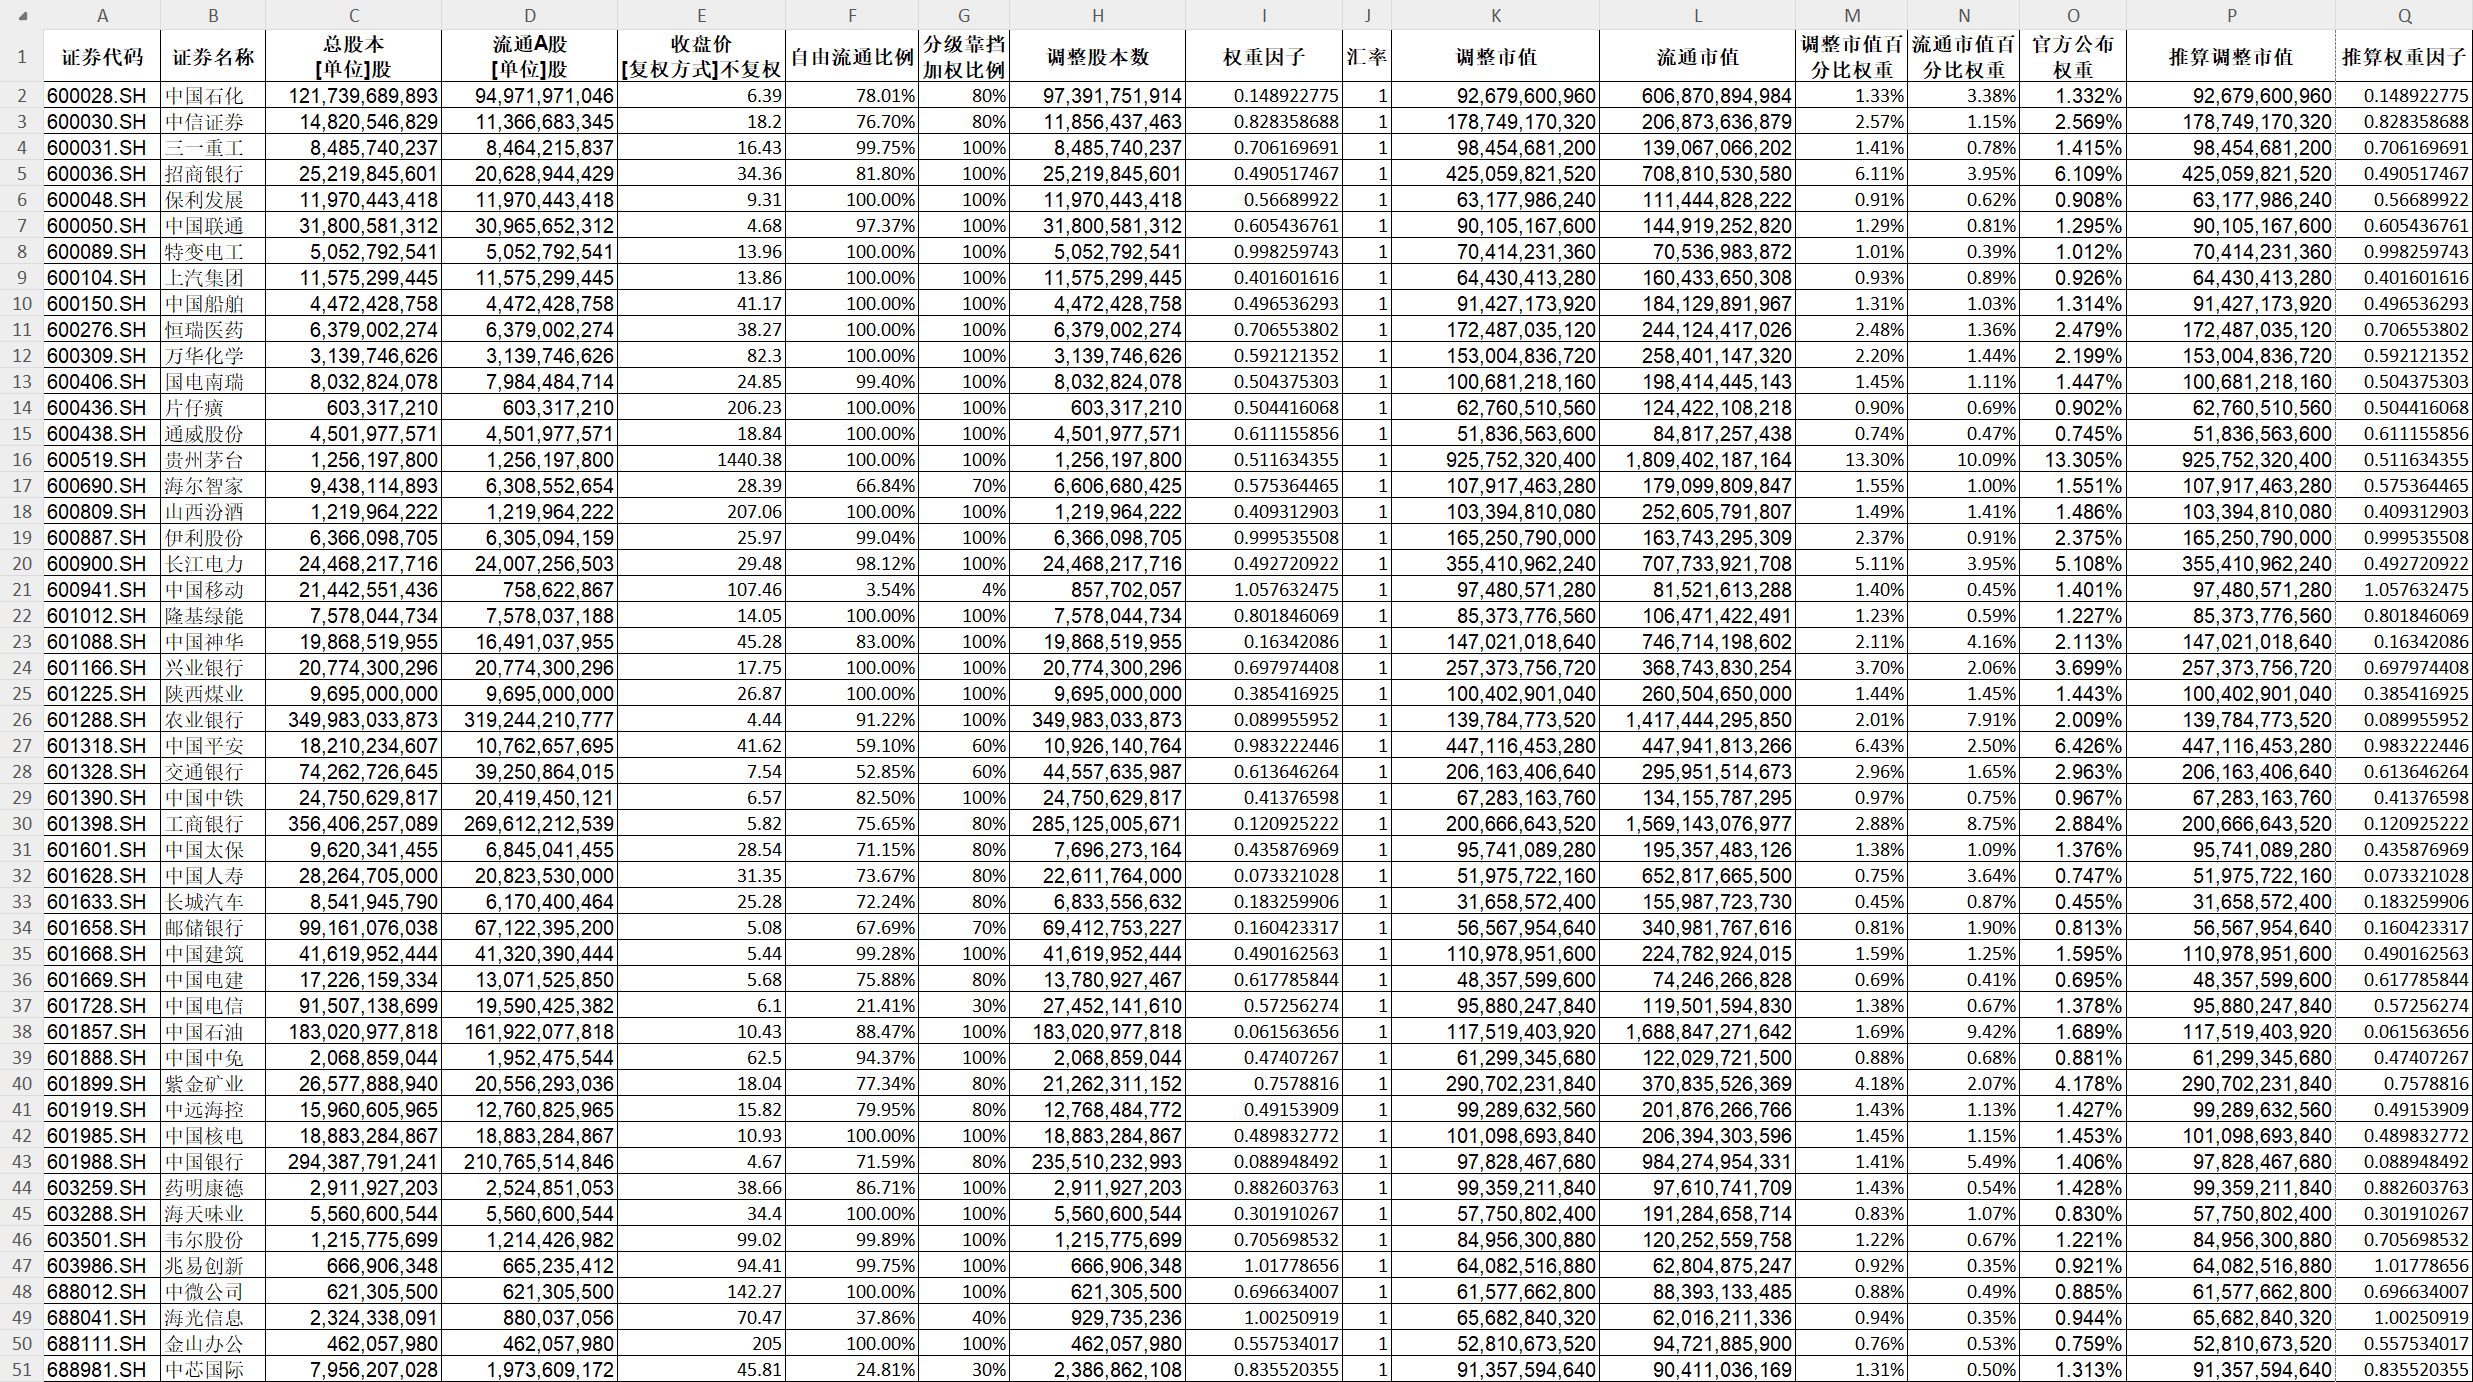 A B C D E F G H I J K L M N O P Q
1 证券代码 证券名称 总股本 [单位]股 流通A股 [单位]股 收盘价 [复权方式]不复权 自由流通比例 分级靠挡 加权比例 调整股本数 权重因子 汇率 调整市值 流通市值 调整市值百 分比权重 流通市值百 分比权重 官方公布 权重 推算调整市值 推算权重因子
2 600028.SH 中国石化 121,739,689,893 94,971,971,046 6.39 78.01% 80% 97,391,751,914 0.148922775 1 92,679,600,960 606,870,894,984 1.33% 3.38% 1.332% 92,679,600,960 0.148922775
3 600030.SH 中信证券 14,820,546,829 11,366,683,345 18.2 76.70% 80% 11,856,437,463 0.828358688 1 178,749,170,320 206,873,636,879 2.57% 1.15% 2.569% 178,749,170,320 0.828358688
4 600031.SH 三一重工 8,485,740,237 8,464,215,837 16.43 99.75% 100% 8,485,740,237 0.706169691 1 98,454,681,200 139,067,066,202 1.41% 0.78% 1.415% 98,454,681,200 0.706169691
5 600036.SH 招商银行 25,219,845,601 20,628,944,429 34.36 81.80% 100% 25,219,845,601 0.490517467 1 425,059,821,520 708,810,530,580 6.11% 3.95% 6.109% 425,059,821,520 0.490517467
6 600048.SH 保利发展 11,970,443,418 11,970,443,418 9.31 100.00% 100% 11,970,443,418 0.56689922 1 63,177,986,240 111,444,828,222 0.91% 0.62% 0.908% 63,177,986,240 0.56689922
7 600050.SH 中国联通 31,800,581,312 30,965,652,312 4.68 97.37% 100% 31,800,581,312 0.605436761 1 90,105,167,600 144,919,252,820 1.29% 0.81% 1.295% 90,105,167,600 0.605436761
8 600089.SH 特变电工 5,052,792,541 5,052,792,541 13.96 100.00% 100% 5,052,792,541 0.998259743 1 70,414,231,360 70,536,983,872 1.01% 0.39% 1.012% 70,414,231,360 0.998259743
9 600104.SH 上汽集团 11,575,299,445 11,575,299,445 13.86 100.00% 100% 11,575,299,445 0.401601616 1 64,430,413,280 160,433,650,308 0.93% 0.89% 0.926% 64,430,413,280 0.401601616
10 600150.SH 中国船舶 4,472,428,758 4,472,428,758 41.17 100.00% 100% 4,472,428,758 0.496536293 1 91,427,173,920 184,129,891,967 1.31% 1.03% 1.314% 91,427,173,920 0.496536293
11 600276.SH 恒瑞医药 6,379,002,274 6,379,002,274 38.27 100.00% 100% 6,379,002,274 0.706553802 1 172,487,035,120 244,124,417,026 2.48% 1.36% 2.479% 172,487,035,120 0.706553802
12 600309.SH 万华化学 3,139,746,626 3,139,746,626 82.3 100.00% 100% 3,139,746,626 0.592121352 1 153,004,836,720 258,401,147,320 2.20% 1.44% 2.199% 153,004,836,720 0.592121352
13 600406.SH 国电南瑞 8,032,824,078 7,984,484,714 24.85 99.40% 100% 8,032,824,078 0.504375303 1 100,681,218,160 198,414,445,143 1.45% 1.11% 1.447% 100,681,218,160 0.504375303
14 600436.SH 片仔癀 603,317,210 603,317,210 206.23 100.00% 100% 603,317,210 0.504416068 1 62,760,510,560 124,422,108,218 0.90% 0.69% 0.902% 62,760,510,560 0.504416068
15 600438.SH 通威股份 4,501,977,571 4,501,977,571 18.84 100.00% 100% 4,501,977,571 0.611155856 1 51,836,563,600 84,817,257,438 0.74% 0.47% 0.745% 51,836,563,600 0.611155856
16 600519.SH 贵州茅台 1,256,197,800 1,256,197,800 1440.38 100.00% 100% 1,256,197,800 0.511634355 1 925,752,320,400 1,809,402,187,164 13.30% 10.09% 13.305% 925,752,320,400 0.511634355
17 600690.SH 海尔智家 9,438,114,893 6,308,552,654 28.39 66.84% 70% 6,606,680,425 0.575364465 1 107,917,463,280 179,099,809,847 1.55% 1.00% 1.551% 107,917,463,280 0.575364465
18 600809.SH 山西汾酒 1,219,964,222 1,219,964,222 207.06 100.00% 100% 1,219,964,222 0.409312903 1 103,394,810,080 252,605,791,807 1.49% 1.41% 1.486% 103,394,810,080 0.409312903
19 600887.SH 伊利股份 6,366,098,705 6,305,094,159 25.97 99.04% 100% 6,366,098,705 0.999535508 1 165,250,790,000 163,743,295,309 2.37% 0.91% 2.375% 165,250,790,000 0.999535508
20 600900.SH 长江电力 24,468,217,716 24,007,256,503 29.48 98.12% 100% 24,468,217,716 0.492720922 1 355,410,962,240 707,733,921,708 5.11% 3.95% 5.108% 355,410,962,240 0.492720922
21 600941.SH 中国移动 21,442,551,436 758,622,867 107.46 3.54% 4% 857,702,057 1.057632475 1 97,480,571,280 81,521,613,288 1.40% 0.45% 1.401% 97,480,571,280 1.057632475
22 601012.SH 隆基绿能 7,578,044,734 7,578,037,188 14.05 100.00% 100% 7,578,044,734 0.801846069 1 85,373,776,560 106,471,422,491 1.23% 0.59% 1.227% 85,373,776,560 0.801846069
23 601088.SH 中国神华 19,868,519,955 16,491,037,955 45.28 83.00% 100% 19,868,519,955 0.16342086 1 147,021,018,640 746,714,198,602 2.11% 4.16% 2.113% 147,021,018,640 0.16342086
24 601166.SH 兴业银行 20,774,300,296 20,774,300,296 17.75 100.00% 100% 20,774,300,296 0.697974408 1 257,373,756,720 368,743,830,254 3.70% 2.06% 3.699% 257,373,756,720 0.697974408
25 601225.SH 陕西煤业 9,695,000,000 9,695,000,000 26.87 100.00% 100% 9,695,000,000 0.385416925 1 100,402,901,040 260,504,650,000 1.44% 1.45% 1.443% 100,402,901,040 0.385416925
26 601288.SH 农业银行 349,983,033,873 319,244,210,777 4.44 91.22% 100% 349,983,033,873 0.089955952 1 139,784,773,520 1,417,444,295,850 2.01% 7.91% 2.009% 139,784,773,520 0.089955952
27 601318.SH 中国平安 18,210,234,607 10,762,657,695 41.62 59.10% 60% 10,926,140,764 0.983222446 1 447,116,453,280 447,941,813,266 6.43% 2.50% 6.426% 447,116,453,280 0.983222446
28 601328.SH 交通银行 74,262,726,645 39,250,864,015 7.54 52.85% 60% 44,557,635,987 0.613646264 1 206,163,406,640 295,951,514,673 2.96% 1.65% 2.963% 206,163,406,640 0.613646264
29 601390.SH 中国中铁 24,750,629,817 20,419,450,121 6.57 82.50% 100% 24,750,629,817 0.41376598 1 67,283,163,760 134,155,787,295 0.97% 0.75% 0.967% 67,283,163,760 0.41376598
30 601398.SH 工商银行 356,406,257,089 269,612,212,539 5.82 75.65% 80% 285,125,005,671 0.120925222 1 200,666,643,520 1,569,143,076,977 2.88% 8.75% 2.884% 200,666,643,520 0.120925222
31 601601.SH 中国太保 9,620,341,455 6,845,041,455 28.54 71.15% 80% 7,696,273,164 0.435876969 1 95,741,089,280 195,357,483,126 1.38% 1.09% 1.376% 95,741,089,280 0.435876969
32 601628.SH 中国人寿 28,264,705,000 20,823,530,000 31.35 73.67% 80% 22,611,764,000 0.073321028 1 51,975,722,160 652,817,665,500 0.75% 3.64% 0.747% 51,975,722,160 0.073321028
33 601633.SH 长城汽车 8,541,945,790 6,170,400,464 25.28 72.24% 80% 6,833,556,632 0.183259906 1 31,658,572,400 155,987,723,730 0.45% 0.87% 0.455% 31,658,572,400 0.183259906
34 601658.SH 邮储银行 99,161,076,038 67,122,395,200 5.08 67.69% 70% 69,412,753,227 0.160423317 1 56,567,954,640 340,981,767,616 0.81% 1.90% 0.813% 56,567,954,640 0.160423317
35 601668.SH 中国建筑 41,619,952,444 41,320,390,444 5.44 99.28% 100% 41,619,952,444 0.490162563 1 110,978,951,600 224,782,924,015 1.59% 1.25% 1.595% 110,978,951,600 0.490162563
36 601669.SH 中国电建 17,226,159,334 13,071,525,850 5.68 75.88% 80% 13,780,927,467 0.617785844 1 48,357,599,600 74,246,266,828 0.69% 0.41% 0.695% 48,357,599,600 0.617785844
37 601728.SH 中国电信 91,507,138,699 19,590,425,382 6.1 21.41% 30% 27,452,141,610 0.57256274 1 95,880,247,840 119,501,594,830 1.38% 0.67% 1.378% 95,880,247,840 0.57256274
38 601857.SH 中国石油 183,020,977,818 161,922,077,818 10.43 88.47% 100% 183,020,977,818 0.061563656 1 117,519,403,920 1,688,847,271,642 1.69% 9.42% 1.689% 117,519,403,920 0.061563656
39 601888.SH 中国中免 2,068,859,044 1,952,475,544 62.5 94.37% 100% 2,068,859,044 0.47407267 1 61,299,345,680 122,029,721,500 0.88% 0.68% 0.881% 61,299,345,680 0.47407267
40 601899.SH 紫金矿业 26,577,888,940 20,556,293,036 18.04 77.34% 80% 21,262,311,152 0.7578816 1 290,702,231,840 370,835,526,369 4.18% 2.07% 4.178% 290,702,231,840 0.7578816
41 601919.SH 中远海控 15,960,605,965 12,760,825,965 15.82 79.95% 80% 12,768,484,772 0.49153909 1 99,289,632,560 201,876,266,766 1.43% 1.13% 1.427% 99,289,632,560 0.49153909
42 601985.SH 中国核电 18,883,284,867 18,883,284,867 10.93 100.00% 100% 18,883,284,867 0.489832772 1 101,098,693,840 206,394,303,596 1.45% 1.15% 1.453% 101,098,693,840 0.489832772
43 601988.SH 中国银行 294,387,791,241 210,765,514,846 4.67 71.59% 80% 235,510,232,993 0.088948492 1 97,828,467,680 984,274,954,331 1.41% 5.49% 1.406% 97,828,467,680 0.088948492
44 603259.SH 药明康德 2,911,927,203 2,524,851,053 38.66 86.71% 100% 2,911,927,203 0.882603763 1 99,359,211,840 97,610,741,709 1.43% 0.54% 1.428% 99,359,211,840 0.882603763
45 603288.SH 海天味业 5,560,600,544 5,560,600,544 34.4 100.00% 100% 5,560,600,544 0.301910267 1 57,750,802,400 191,284,658,714 0.83% 1.07% 0.830% 57,750,802,400 0.301910267
46 603501.SH 韦尔股份 1,215,775,699 1,214,426,982 99.02 99.89% 100% 1,215,775,699 0.705698532 1 84,956,300,880 120,252,559,758 1.22% 0.67% 1.221% 84,956,300,880 0.705698532
47 603986.SH 兆易创新 666,906,348 665,235,412 94.41 99.75% 100% 666,906,348 1.01778656 1 64,082,516,880 62,804,875,247 0.92% 0.35% 0.921% 64,082,516,880 1.01778656
48 688012.SH 中微公司 621,305,500 621,305,500 142.27 100.00% 100% 621,305,500 0.696634007 1 61,577,662,800 88,393,133,485 0.88% 0.49% 0.885% 61,577,662,800 0.696634007
49 688041.SH 海光信息 2,324,338,091 880,037,056 70.47 37.86% 40% 929,735,236 1.00250919 1 65,682,840,320 62,016,211,336 0.94% 0.35% 0.944% 65,682,840,320 1.00250919
50 688111.SH 金山办公 462,057,980 462,057,980 205 100.00% 100% 462,057,980 0.557534017 1 52,810,673,520 94,721,885,900 0.76% 0.53% 0.759% 52,810,673,520 0.557534017
51 688981.SH 中芯国际 7,956,207,028 1,973,609,172 45.81 24.81% 30% 2,386,862,108 0.835520355 1 91,357,594,640 90,411,036,169 1.31% 0.50% 1.313% 91,357,594,640 0.835520355